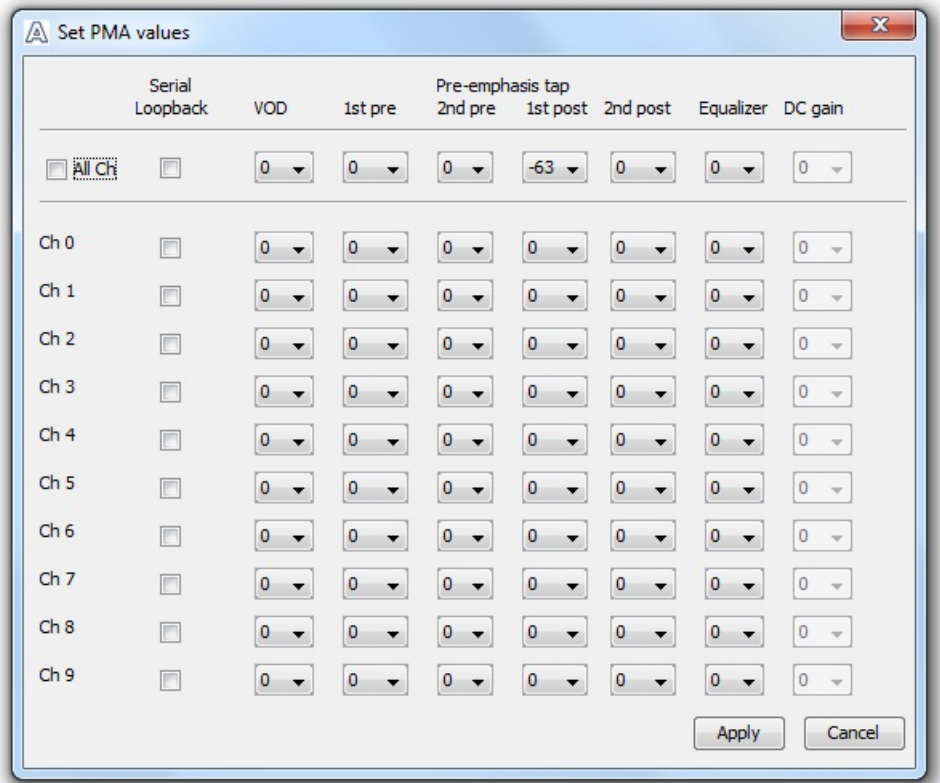 Set PMA values
Serial Loopback VOD 1st pre Pre-emphasis tap 2nd pre 1st post 2nd post Equalizer DC gain
All Ch 0 0 0 -63 0 0 0
Ch 0 0 0 0 0 0 0 0
Ch 1 0 0 0 0 0 0 0
Ch 2 0 0 0 0 0 0 0
Ch 3 0 0 0 0 0 0 0
Ch 4 0 0 0 0 0 0 0
Ch 5 0 0 0 0 0 0 0
Ch 6 0 0 0 0 0 0 0
Ch 7 0 0 0 0 0 0 0
Ch 8 0 0 0 0 0 0 0
Ch 9 0 0 0 0 0 0 0
Apply Cancel